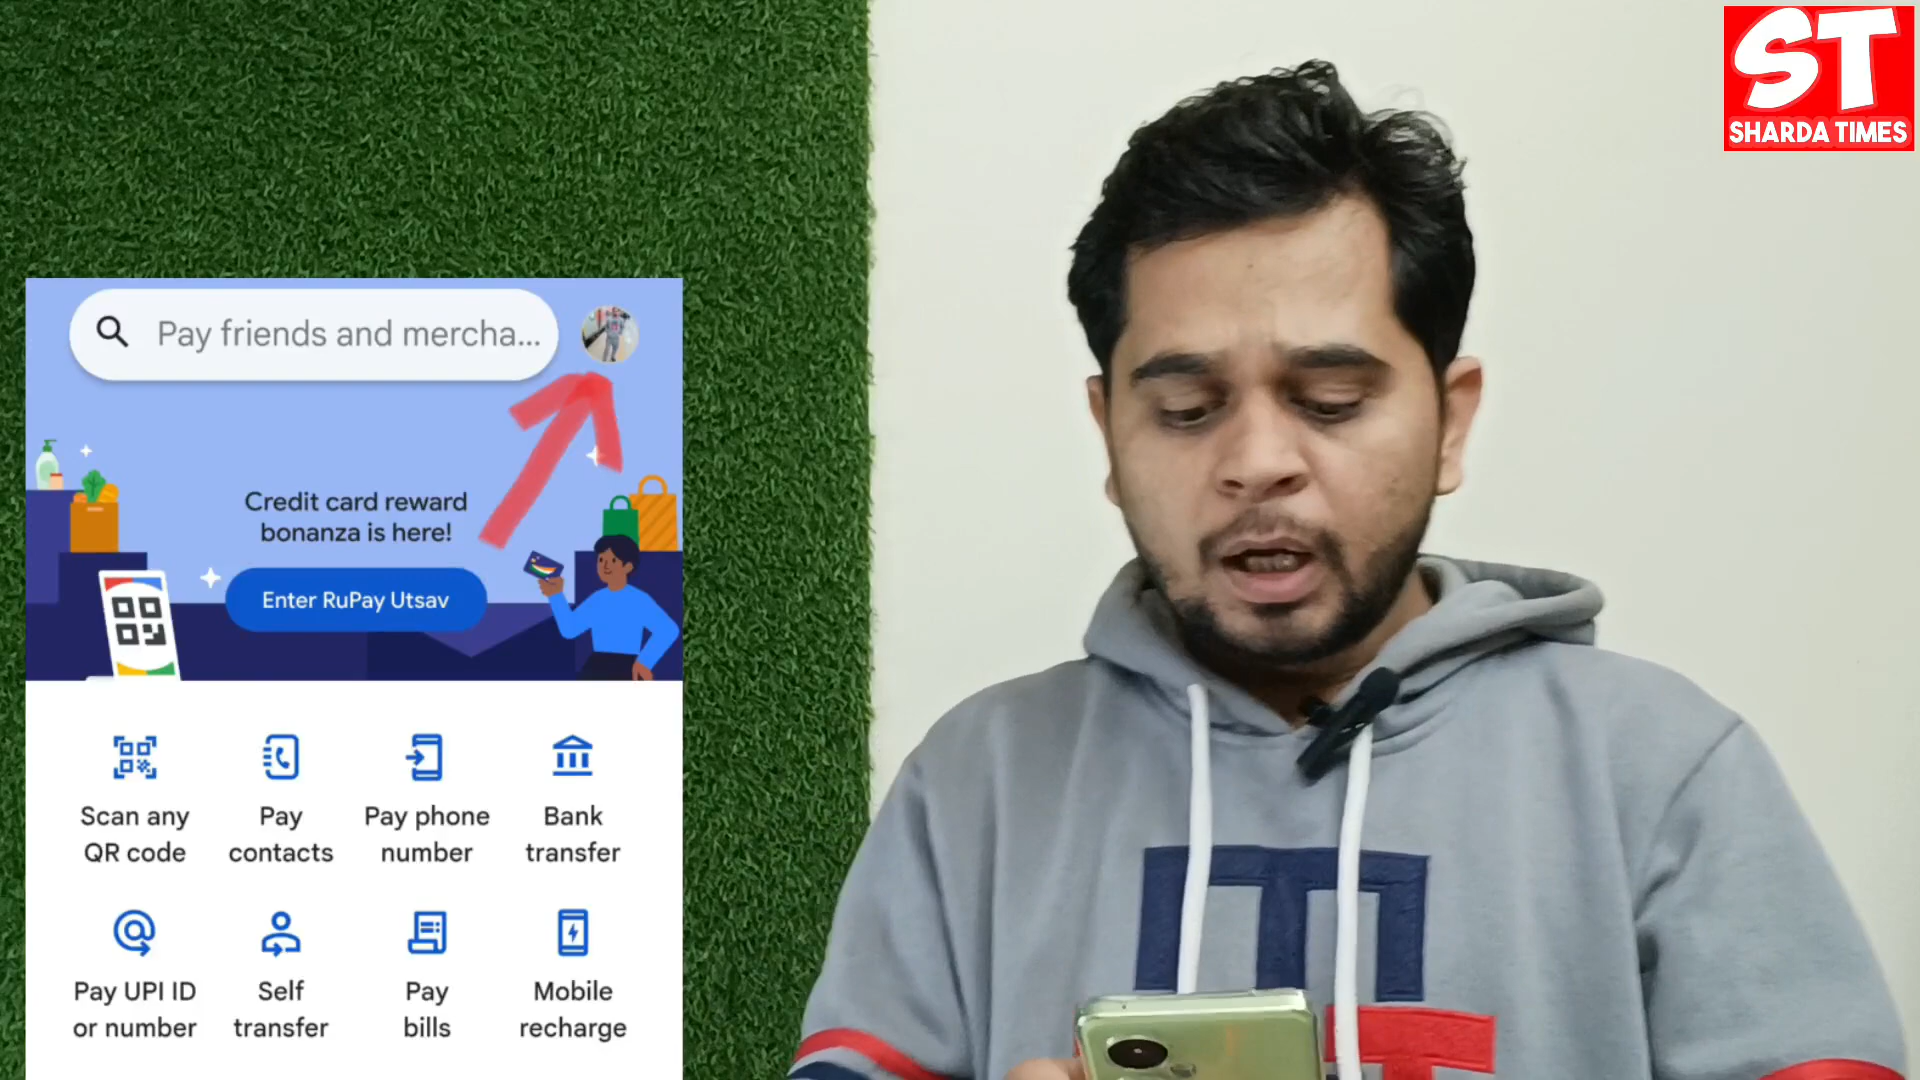 ST
SHARDA TIMES
Pay friends and mercha...
Credit card reward
bonanza is here!
Enter RuPay Utsav
Scan any
QR code
Pay
contacts
Pay phone
number
Bank
transfer
Pay UPI ID
or number
Self
transfer
Pay
bills
Mobile
recharge